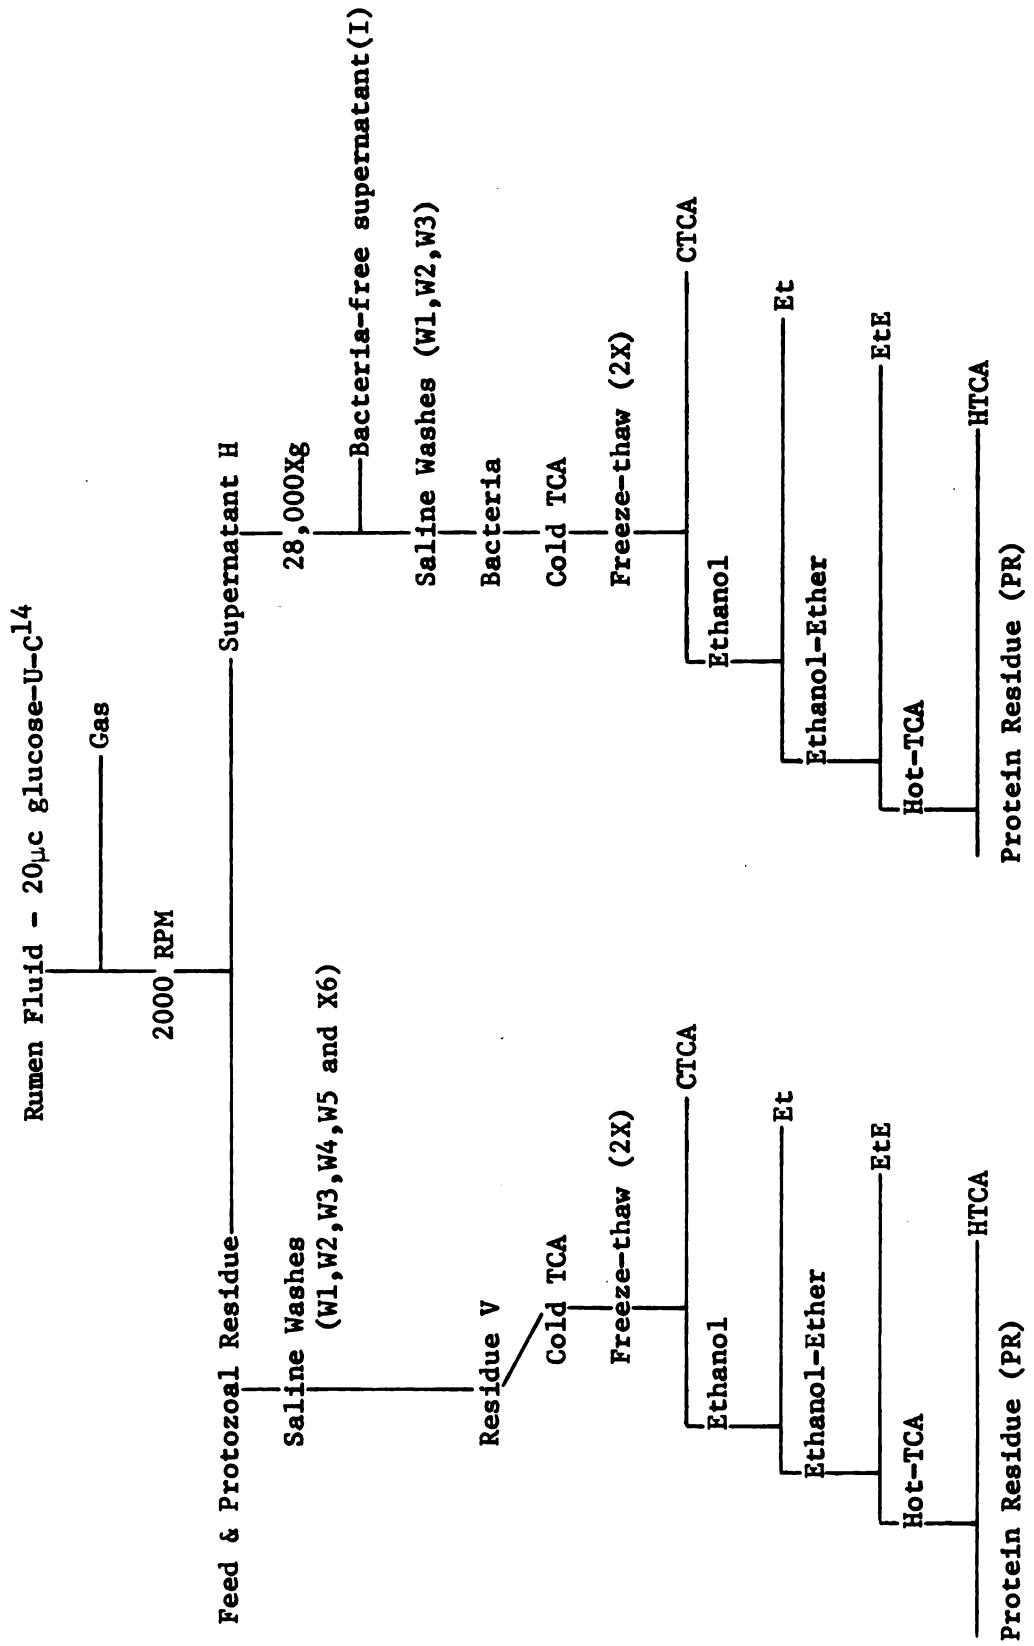 Rumen Fluid - 20μc glucose-U-C14
Gas
2000 RPM
Feed & Protozoal Residue
Supernatant H
Saline Washes
(W1,W2,W3,W4,W5 and X6)
28,000Xg
Bacteria-free supernatant(I)
Saline Washes (W1,W2,W3)
Residue V
Bacteria
Cold TCA
Cold TCA
Freeze-thaw (2X)
Freeze-thaw (2X)
CTCA
CTCA
Ethanol
Ethanol
Et
Et
Ethanol-Ether
Ethanol-Ether
EtE
EtE
Hot-TCA
Hot-TCA
HTCA
HTCA
Protein Residue (PR)
Protein Residue (PR)